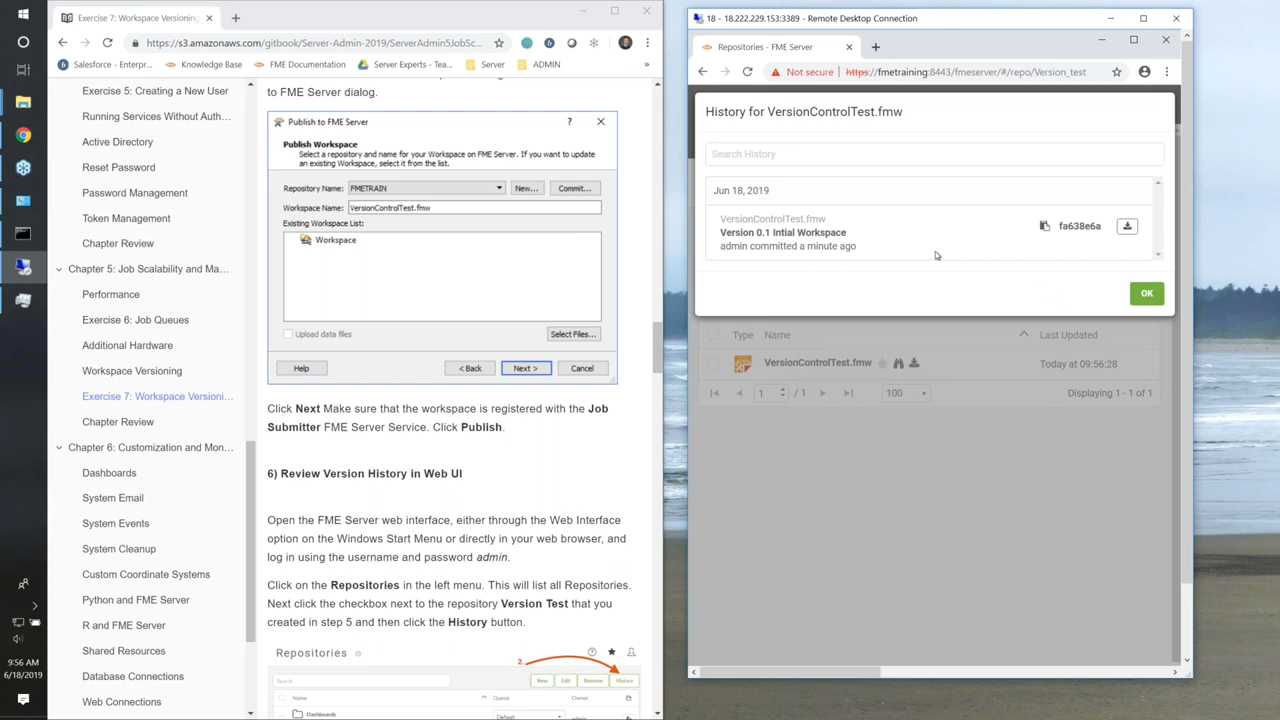 Exercise 7: Workspace Versioning
https://s3.amazonaws.com/gitbook/Server-Admin-2019/ServerAdmin5JobSc...
Salesforce - Enterpr...
Knowledge Base
FME Documentation
Server Experts - Tea...
Server
ADMIN
»
Exercise 5: Creating a New User
Running Services Without Auth...
Active Directory
Reset Password
Password Management
Token Management
Chapter Review
Chapter 5: Job Scalability and Ma...
Performance
Exercise 6: Job Queues
Additional Hardware
Workspace Versioning
Exercise 7: Workspace Versioni...
Chapter Review
Chapter 6: Customization and Mon...
Dashboards
System Email
System Events
System Cleanup
Custom Coordinate Systems
Python and FME Server
R and FME Server
Shared Resources
Database Connections
Web Connections
to FME Server dialog.
Publish to FME Server
?
Publish Workspace
Select a repository and name for your Workspace on FME Server. If you want to update
an existing Workspace, select it from the list.
Repository Name: FMETRAIN New... Commit...
Workspace Name: VersionControlTest.fmw
Existing Workspace List:
Workspace
Upload data files
Select Files...
Help < Back Next > Cancel
Click Next Make sure that the workspace is registered with the Job
Submitter FME Server Service. Click Publish.
6) Review Version History in Web UI
Open the FME Server web interface, either through the Web Interface
option on the Windows Start Menu or directly in your web browser, and
log in using the username and password admin.
Click on the Repositories in the left menu. This will list all Repositories.
Next click the checkbox next to the repository Version Test that you
created in step 5 and then click the History button.
Repositories
2.
Search
New Edit Remove History
Name Queue Owner
Dashboards Default admin
18 - 18.222.229.153:3389 - Remote Desktop Connection
Repositories - FME Server
Not secure
https://fmetraining:8443/fmeserver/#/repo/Version_test
History for VersionControlTest.fmw
Search History
Jun 18, 2019
VersionControlTest.fmw
Version 0.1 Intial Workspace
admin committed a minute ago
fa638e6a
OK
Type Name Last Updated
VersionControlTest.fmw Today at 09:56:28
1 / 1 100 Displaying 1 - 1 of 1
9:56 AM
6/18/2019